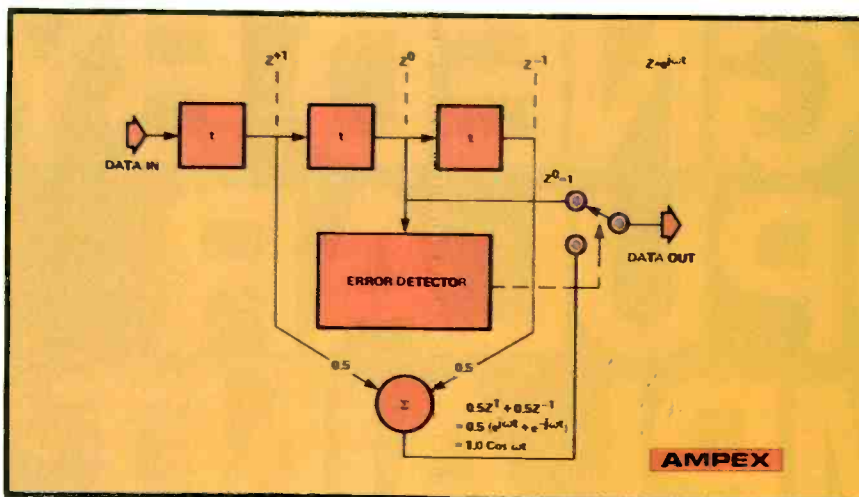 Z+1
Z0
Z-1
Z=ejωt
t
t
t
DATA IN
Z0=1
ERROR DETECTOR
DATA OUT
0.5
0.5
Σ
0.5Z1 + 0.5Z-1
= 0.5 (ejωt + e-jωt)
= 1.0 Cos ωt
AMPEX